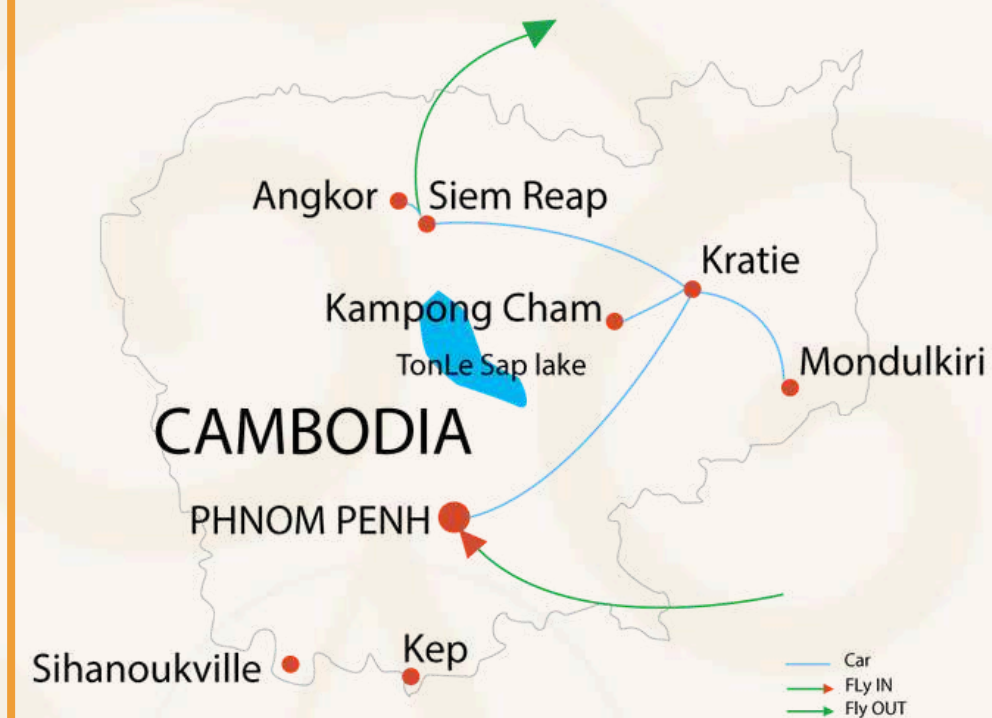 Angkor
Siem Reap
Kratie
Kampong Cham
TonLe Sap lake
Mondulkiri
CAMBODIA
PHNOM PENH
Sihanoukville
Kep
Car
FLy IN
Fly OUT